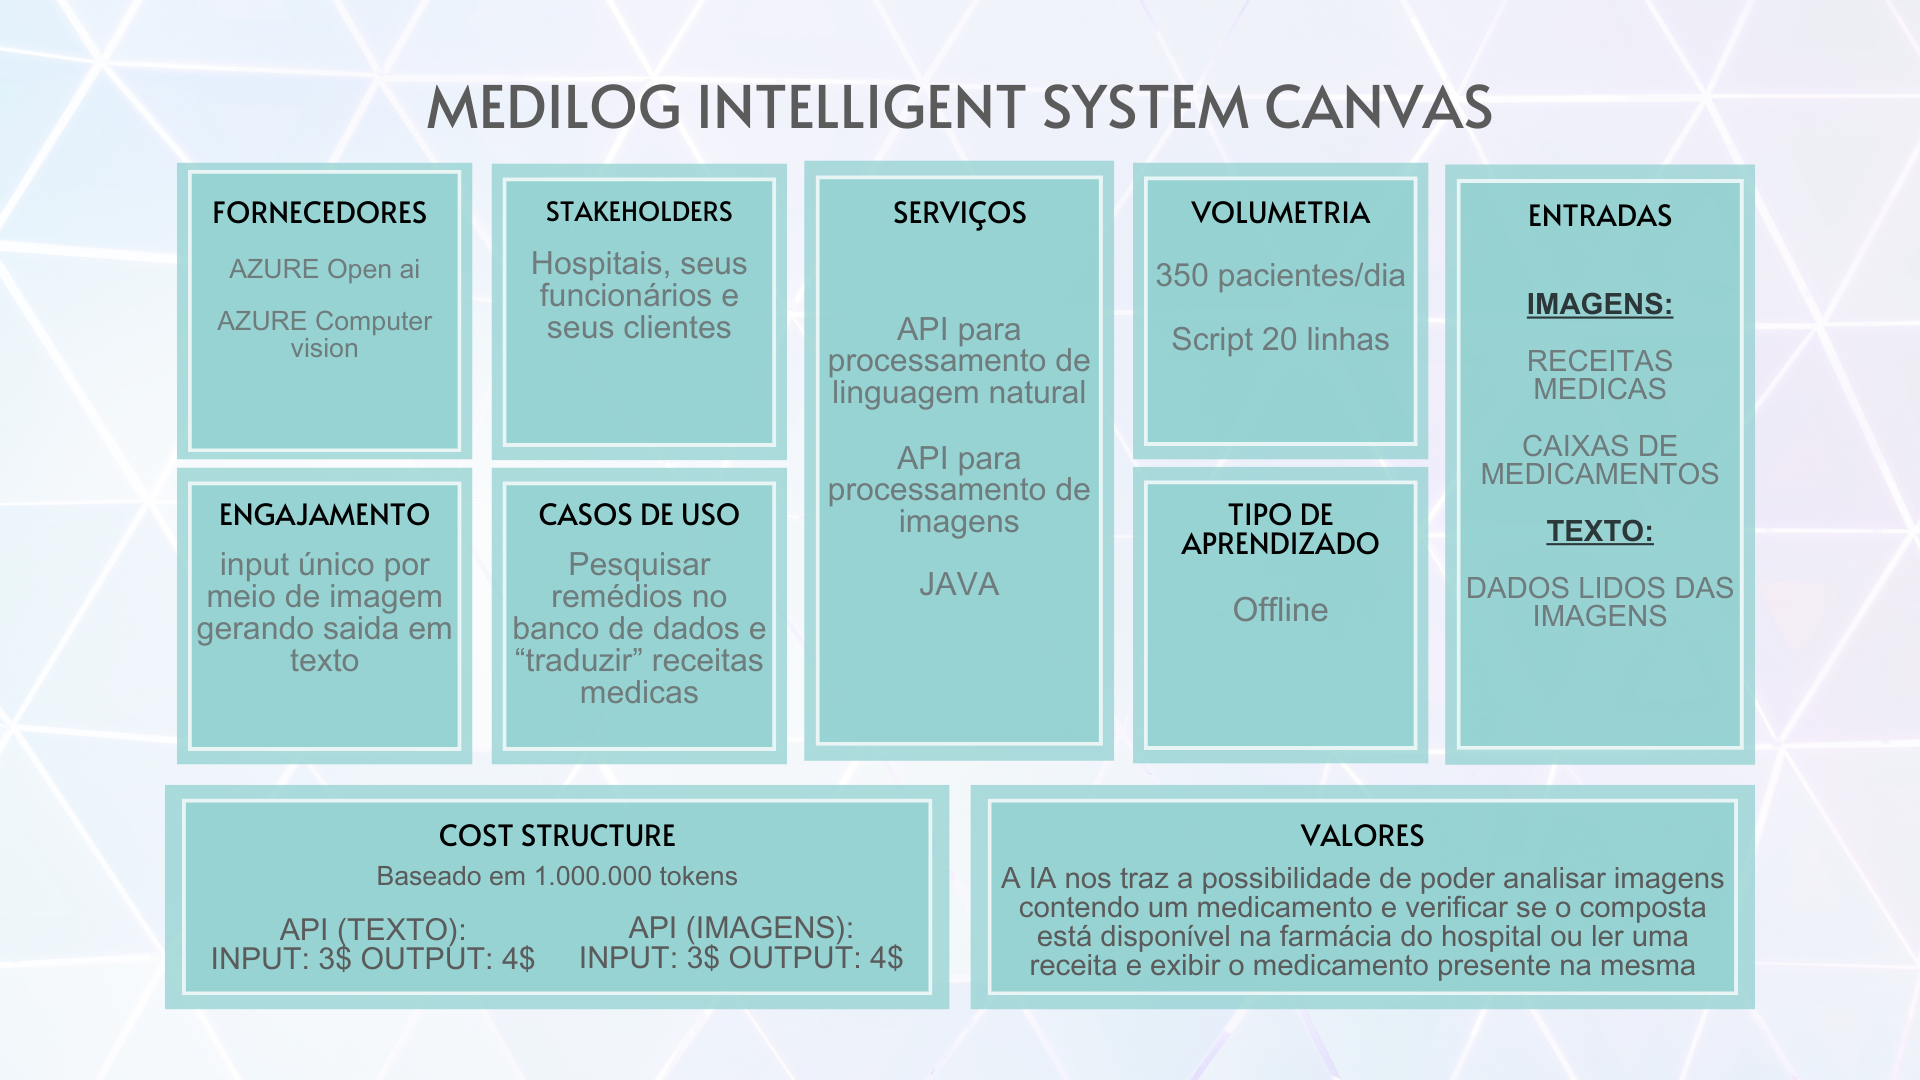 MEDILOG INTELLIGENT SYSTEM CANVAS
FORNECEDORES
AZURE Open ai
AZURE Computer
vision
STAKEHOLDERS
Hospitais, seus
funcionários e
seus clientes
SERVIÇOS
API para
processamento de
linguagem natural
API para
processamento de
imagens
JAVA
VOLUMETRIA
350 pacientes/dia
Script 20 linhas
ENTRADAS
IMAGENS:
RECEITAS
MEDICAS
CAIXAS DE
MEDICAMENTOS
TEXTO:
DADOS LIDOS DAS
IMAGENS
ENGAJAMENTO
input único por
meio de imagem
gerando saida em
texto
CASOS DE USO
Pesquisar
remédios no
banco de dados e
“traduzir” receitas
medicas
TIPO DE
APRENDIZADO
Offline
COST STRUCTURE
Baseado em 1.000.000 tokens
API (TEXTO):
INPUT: 3$ OUTPUT: 4$
API (IMAGENS):
INPUT: 3$ OUTPUT: 4$
VALORES
A IA nos traz a possibilidade de poder analisar imagens
contendo um medicamento e verificar se o composta
está disponível na farmácia do hospital ou ler uma
receita e exibir o medicamento presente na mesma